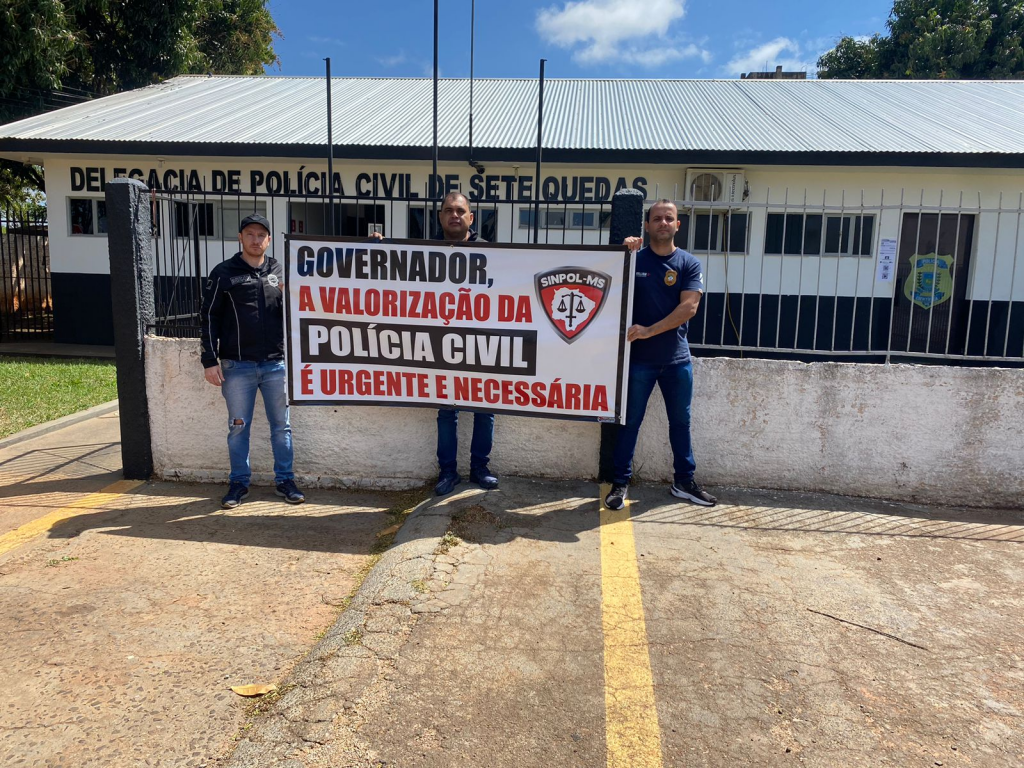 DELEGACIA DE POLÍCIA CIVIL DE SETE QUEDAS
GOVERNADOR,
A VALORIZAÇÃO DA
POLÍCIA CIVIL
É URGENTE E NECESSÁRIA
SINPOL-MS